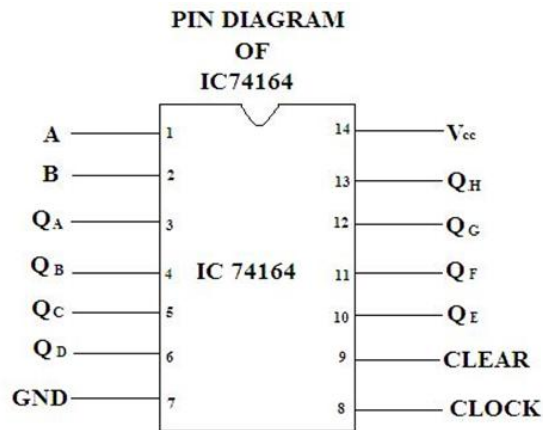 PIN DIAGRAM
OF
IC74164
A 1 14 Vcc
B 2 13 QH
QA 3 12 QG
QB 4 IC 74164 11 QF
QC 5 10 QE
QD 6 9 CLEAR
GND 7 8 CLOCK